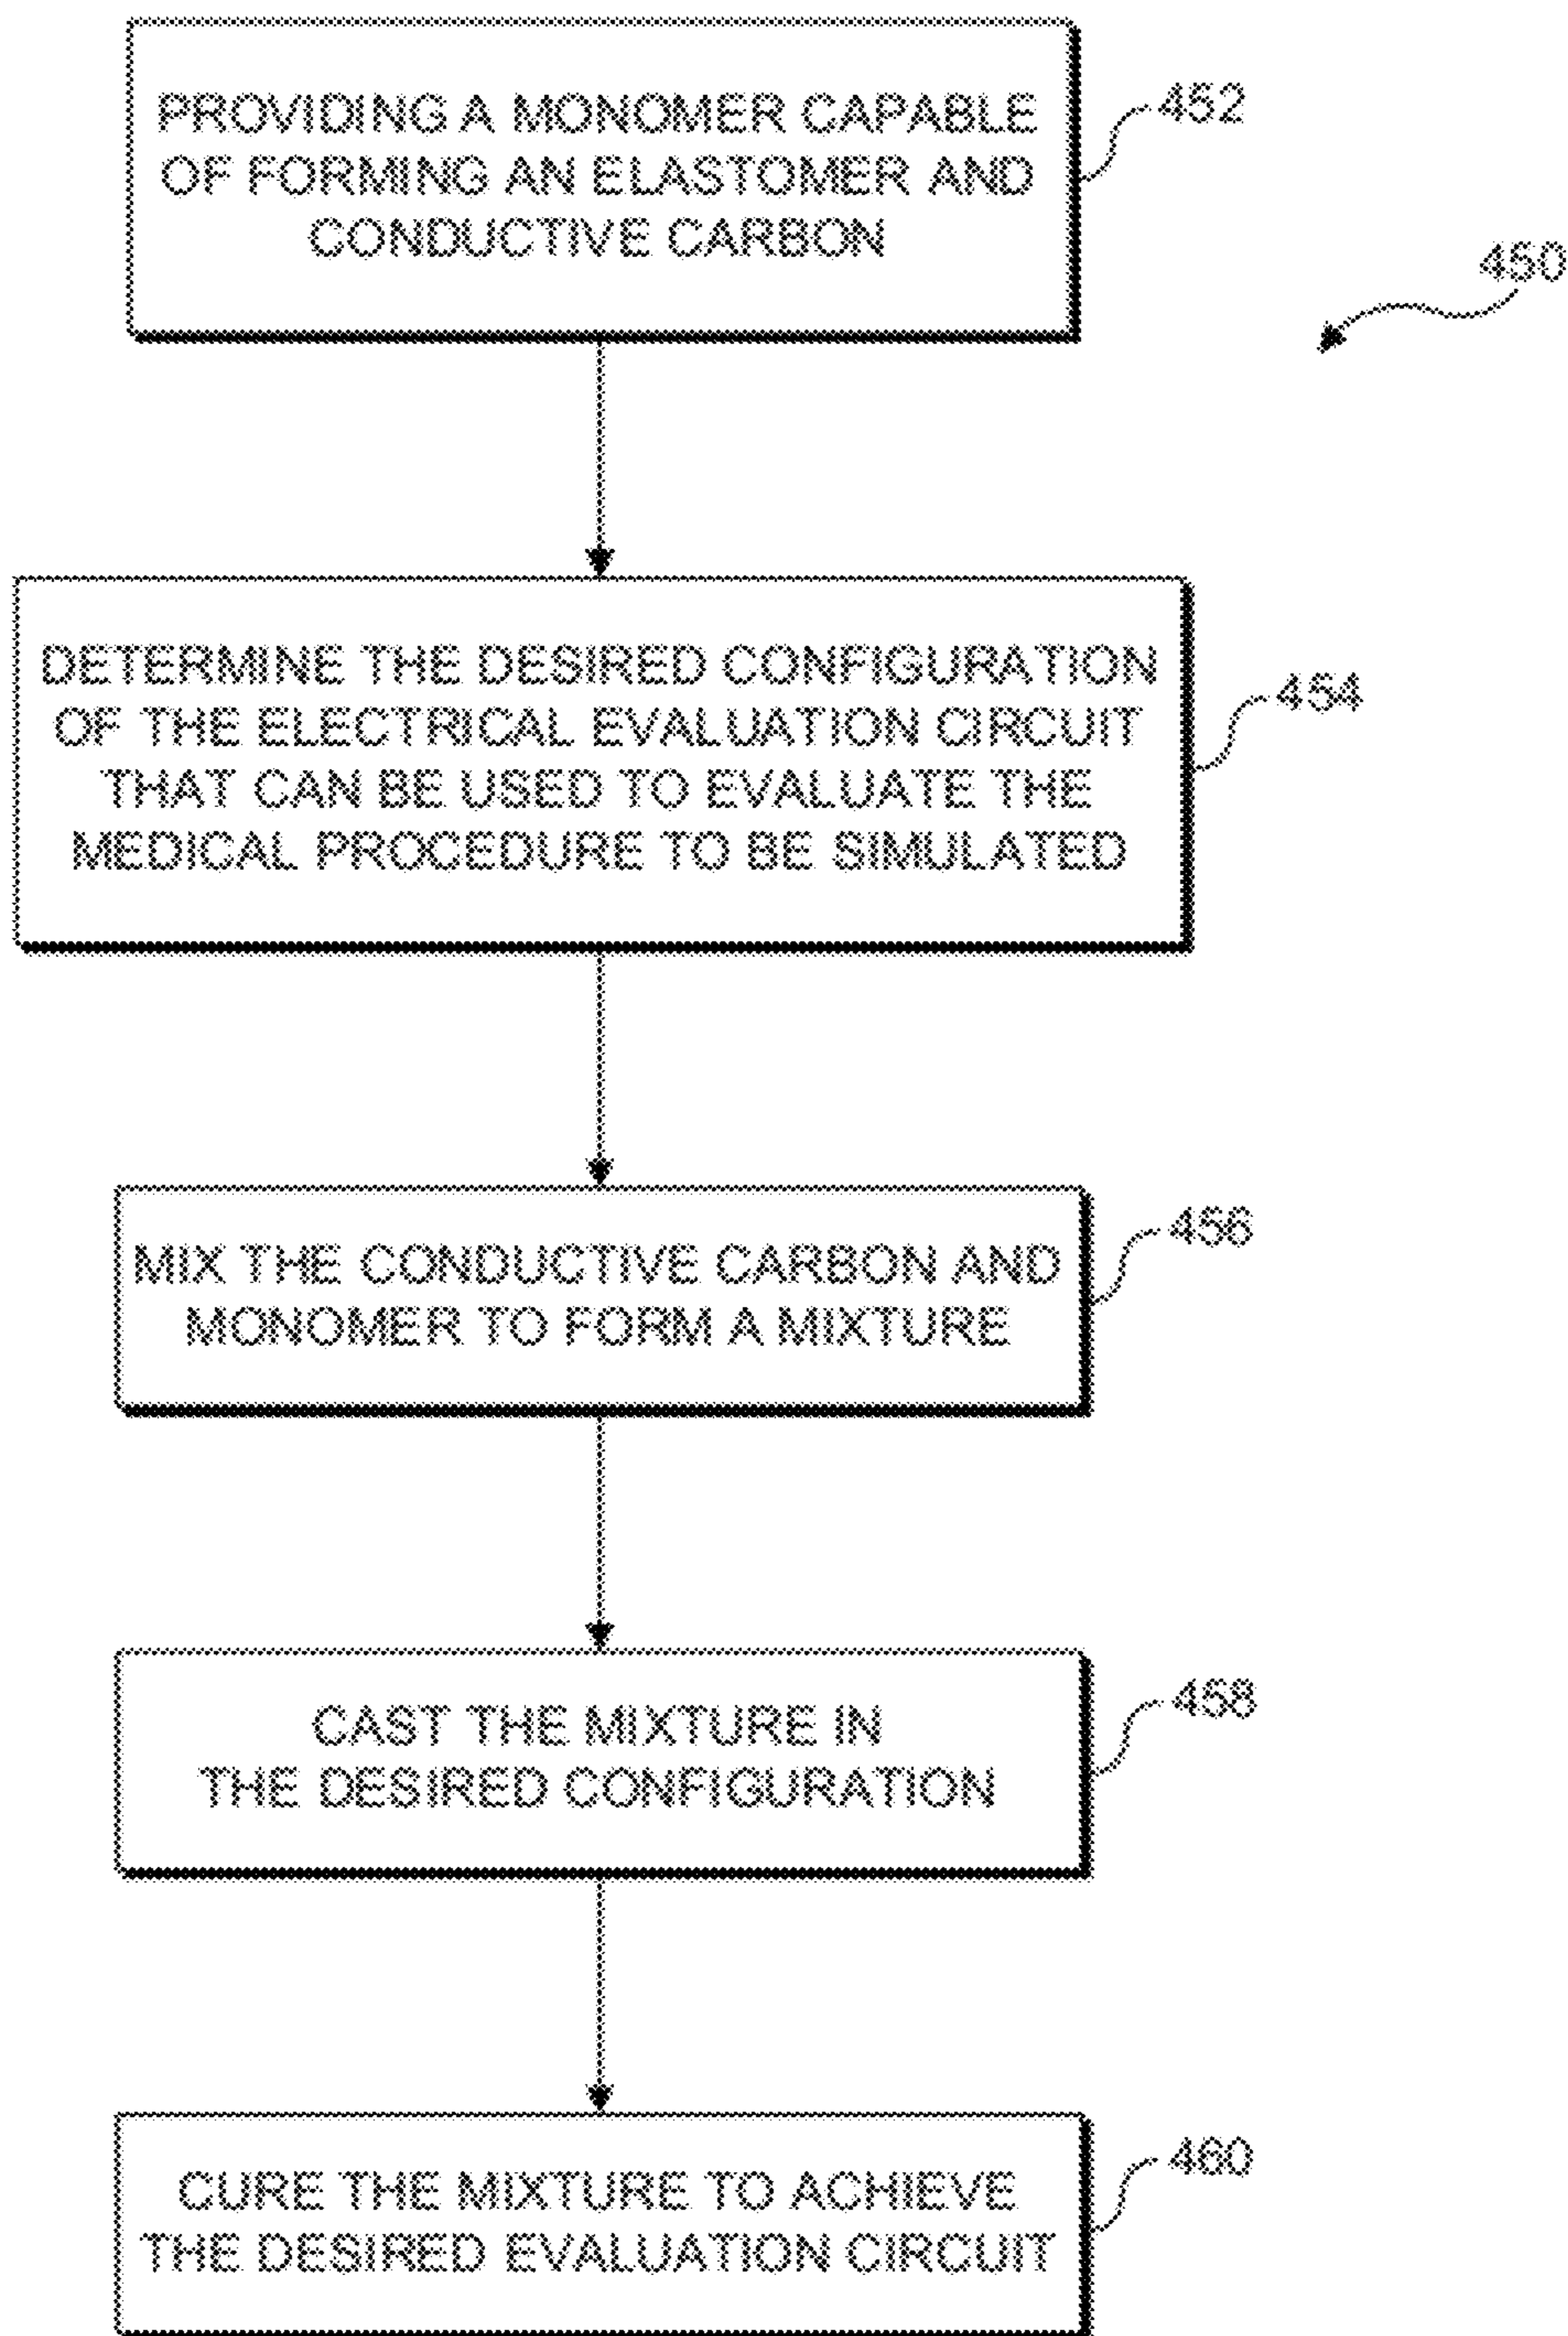 PROVIDING A MONOMER CAPABLE
OF FORMING AN ELASTOMER AND
CONDUCTIVE CARBON
452
450
DETERMINE THE DESIRED CONFIGURATION
OF THE ELECTRICAL EVALUATION CIRCUIT
THAT CAN BE USED TO EVALUATE THE
MEDICAL PROCEDURE TO BE SIMULATED
454
MIX THE CONDUCTIVE CARBON AND
MONOMER TO FORM A MIXTURE
456
CAST THE MIXTURE IN
THE DESIRED CONFIGURATION
458
CURE THE MIXTURE TO ACHIEVE
THE DESIRED EVALUATION CIRCUIT
460